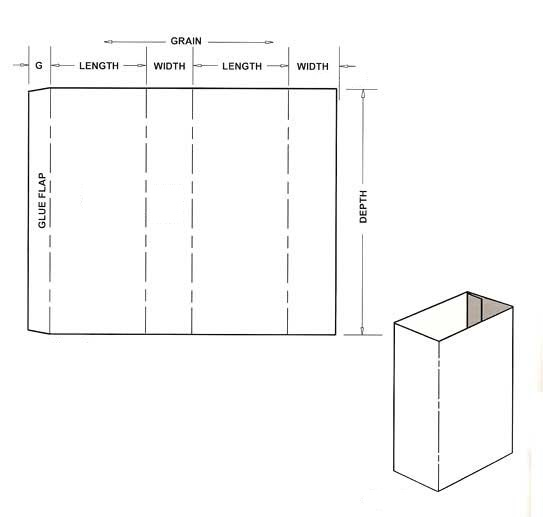 GRAIN
G LENGTH WIDTH LENGTH WIDTH
GLUE FLAP
DEPTH